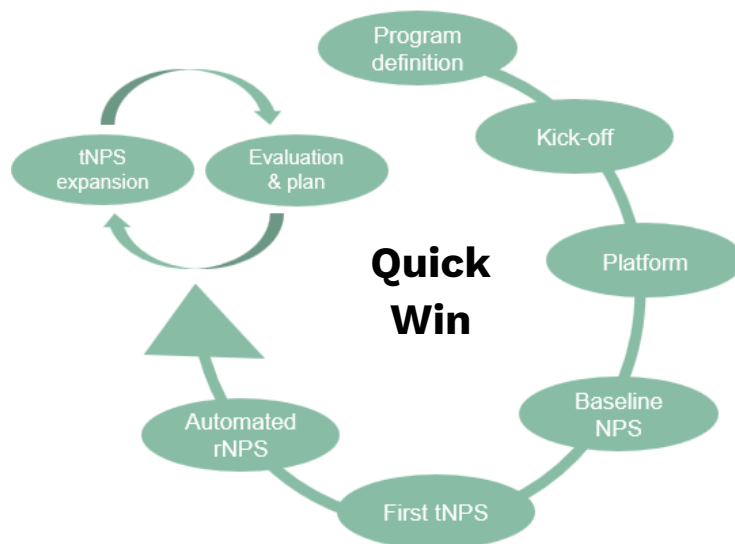 Program
definition
Kick-off
Platform
Baseline
NPS
First tNPS
Automated
rNPS
tNPS
expansion
Evaluation
& plan
Quick
Win